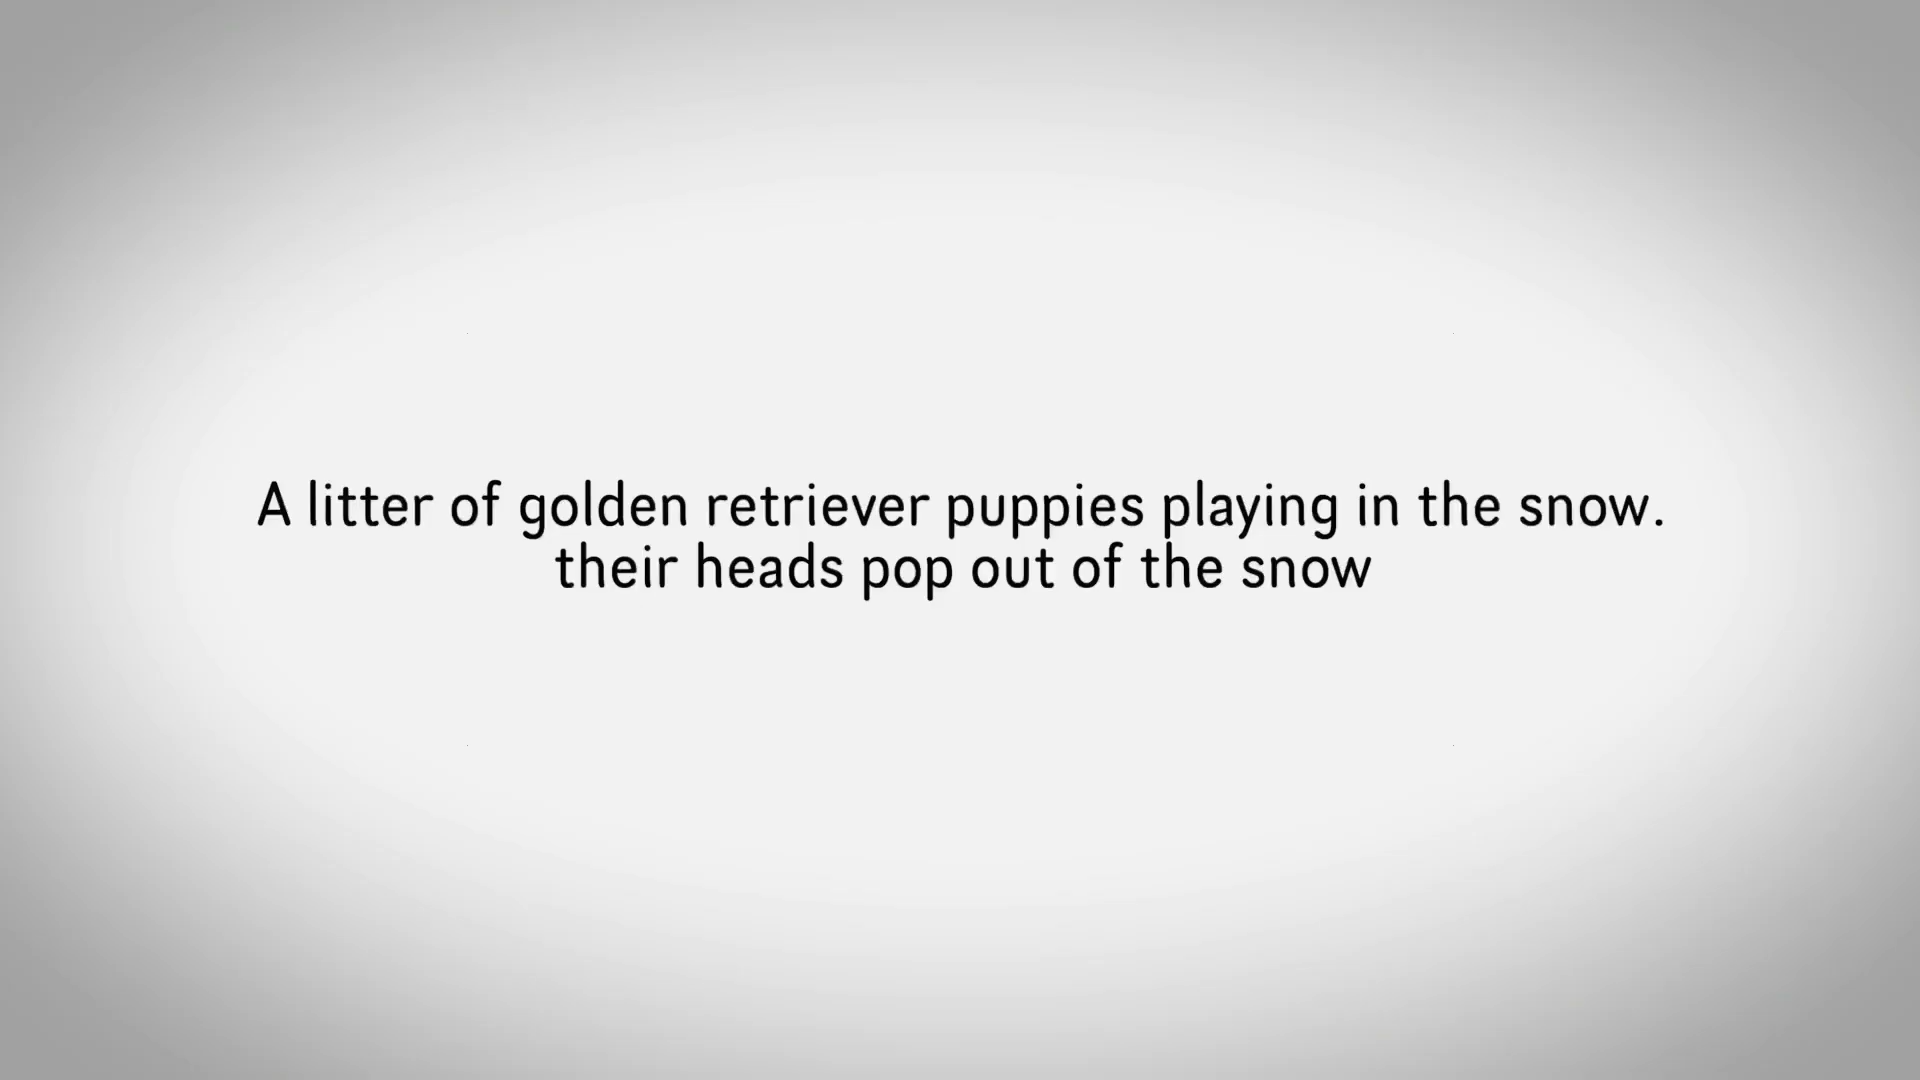 A litter of golden retriever puppies playing in the snow.
their heads pop out of the snow